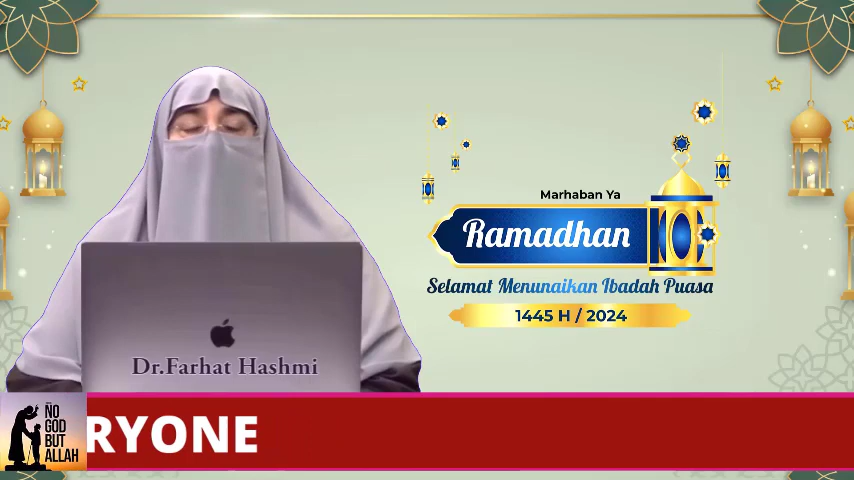 Marhaban Ya
Ramadhan
Selamat Menunaikan Ibadah Puasa
1445 H / 2024
Dr.Farhat Hashmi
NO
GOD
BUT
ALLAH
RYONE